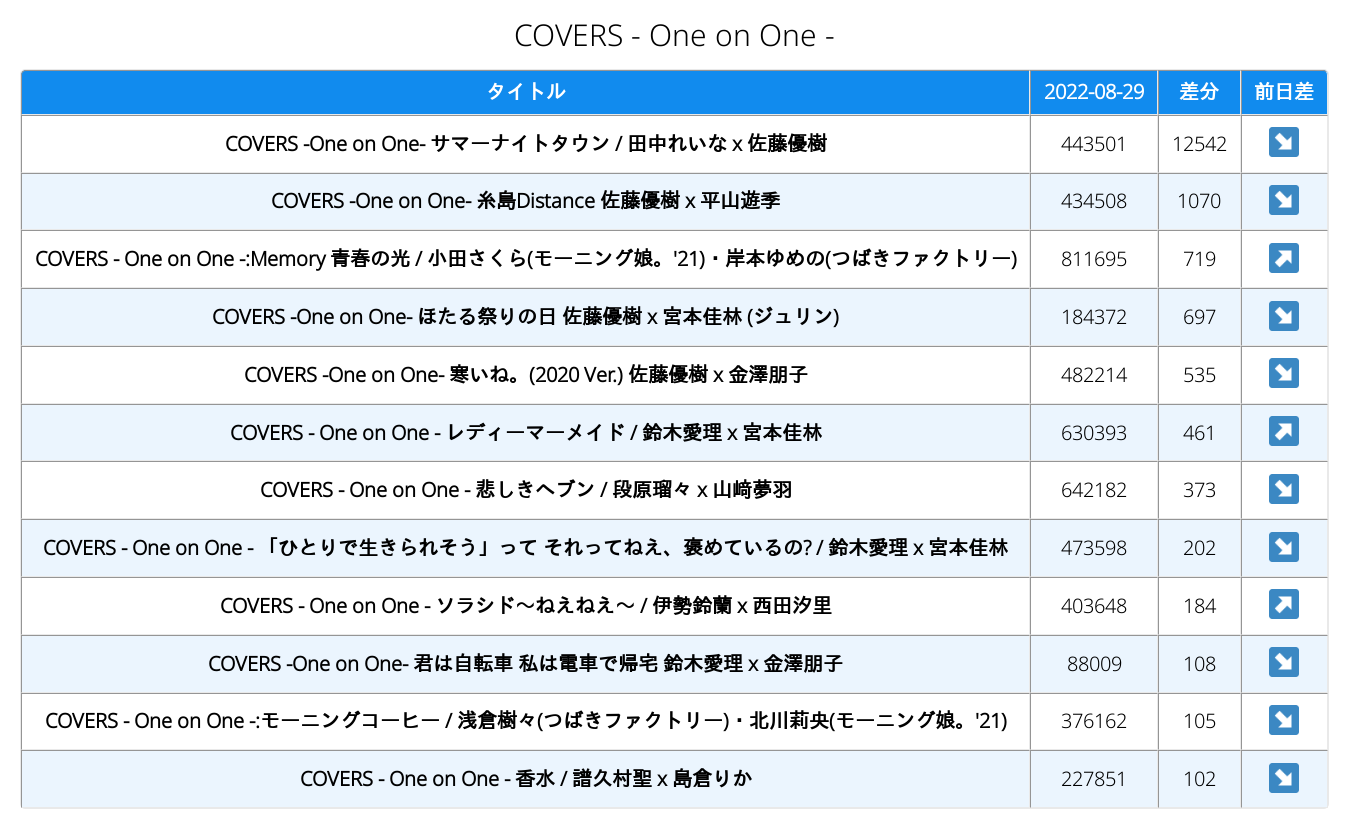 COVERS - One on One -
タイトル 2022-08-29 差分 前日差
COVERS -One on One- サマーナイトタウン / 田中れいな x 佐藤優樹 443501 12542 ↘
COVERS -One on One- 糸島Distance 佐藤優樹 x 平山遊季 434508 1070 ↘
COVERS - One on One -:Memory 青春の光 / 小田さくら(モーニング娘。'21)・岸本ゆめの(つばきファクトリー) 811695 719 ↗
COVERS -One on One- ほたる祭りの日 佐藤優樹 x 宮本佳林 (ジュリン) 184372 697 ↘
COVERS -One on One- 寒いね。(2020 Ver.) 佐藤優樹 x 金澤朋子 482214 535 ↘
COVERS - One on One - レディーマーメイド / 鈴木愛理 x 宮本佳林 630393 461 ↗
COVERS - One on One - 悲しきヘブン / 段原瑠々 x 山﨑夢羽 642182 373 ↘
COVERS - One on One - 「ひとりで生きられそう」って それってねえ、褒めているの? / 鈴木愛理 x 宮本佳林 473598 202 ↘
COVERS - One on One - ソラシド～ねえねえ～ / 伊勢鈴蘭 x 西田汐里 403648 184 ↗
COVERS -One on One- 君は自転車 私は電車で帰宅 鈴木愛理 x 金澤朋子 88009 108 ↘
COVERS - One on One -:モーニングコーヒー / 浅倉樹々(つばきファクトリー)・北川莉央(モーニング娘。'21) 376162 105 ↘
COVERS - One on One - 香水 / 譜久村聖 x 島倉りか 227851 102 ↘